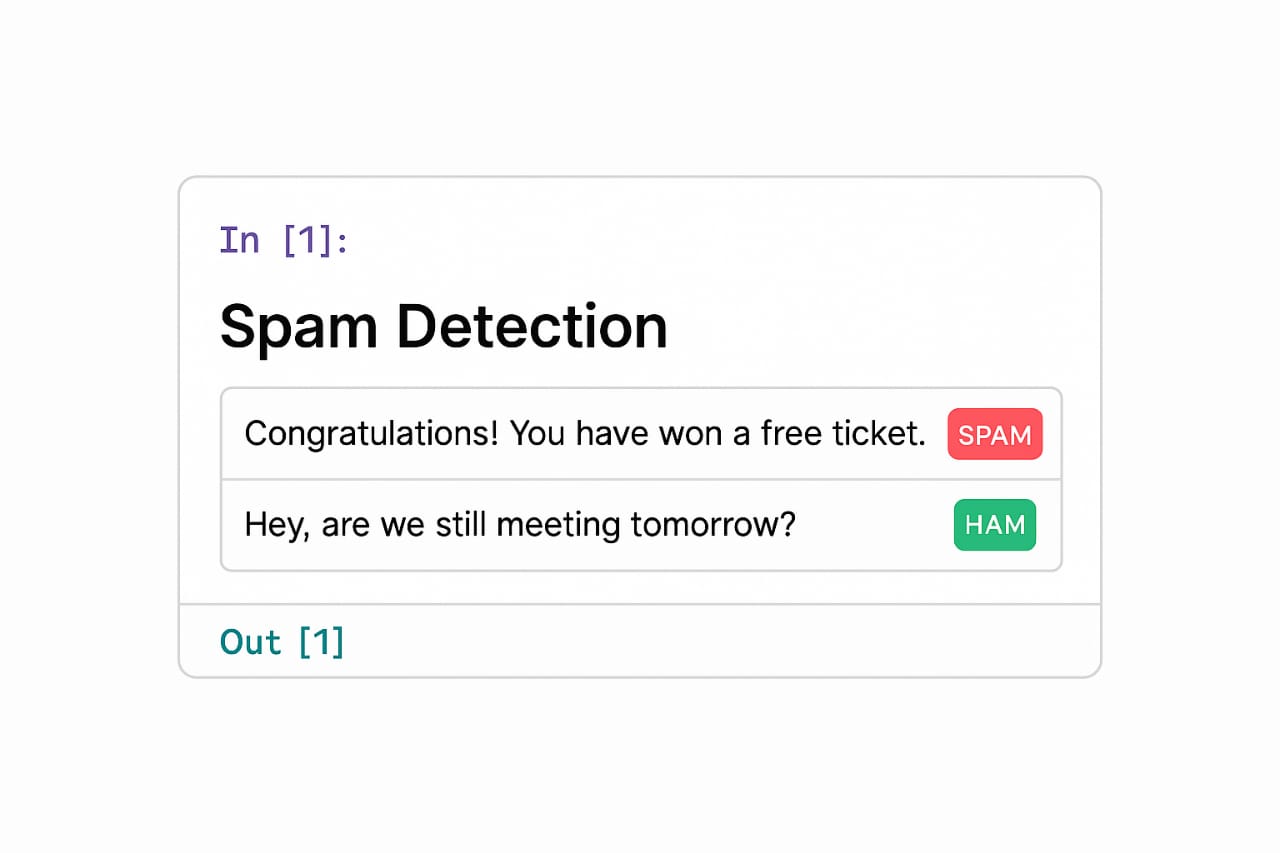 In [1]:
Spam Detection
Congratulations! You have won a free ticket. SPAM
Hey, are we still meeting tomorrow? HAM
Out [1]